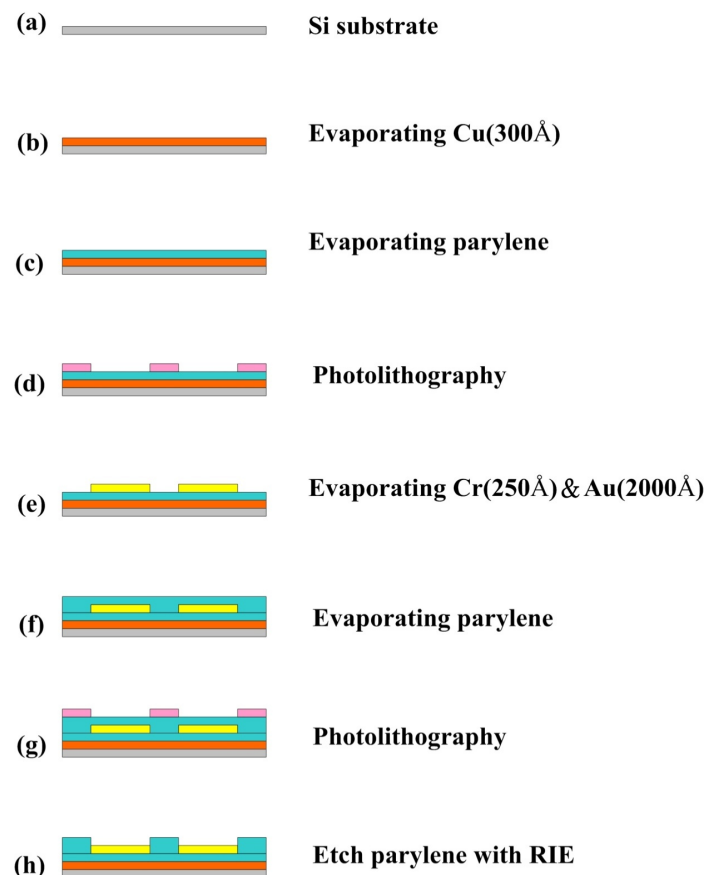 (a) Si substrate
(b) Evaporating Cu(300Å)
(c) Evaporating parylene
(d) Photolithography
(e) Evaporating Cr(250Å)&Au(2000Å)
(f) Evaporating parylene
(g) Photolithography
(h) Etch parylene with RIE